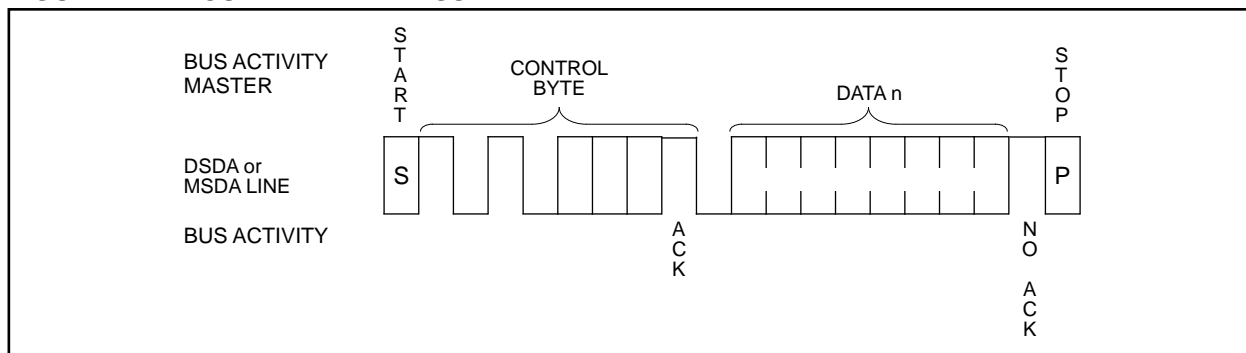 BUS ACTIVITY
MASTER
START
CONTROL
BYTE
DATA n
STOP
DSDA or
MSDA LINE
S
P
BUS ACTIVITY
ACK
NO ACK